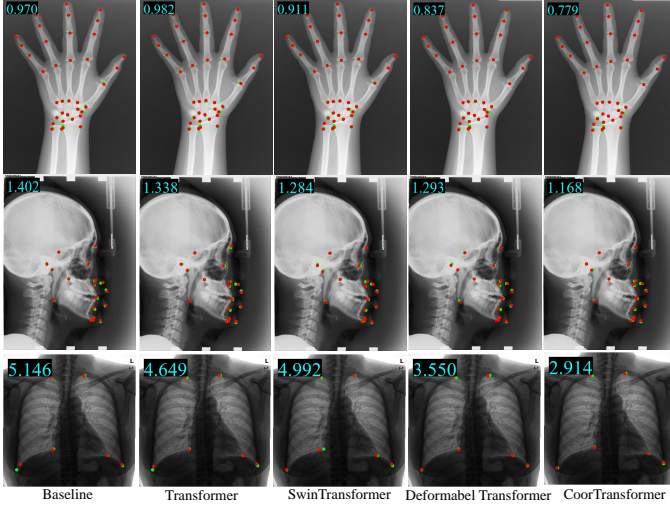 0.970 0.982 0.911 0.837 0.779
1.402 1.338 1.284 1.293 1.168
L L L L
5.146 4.649 4.992 3.550 2.914
Baseline Transformer SwinTransformer Deformabel Transformer CoorTransformer